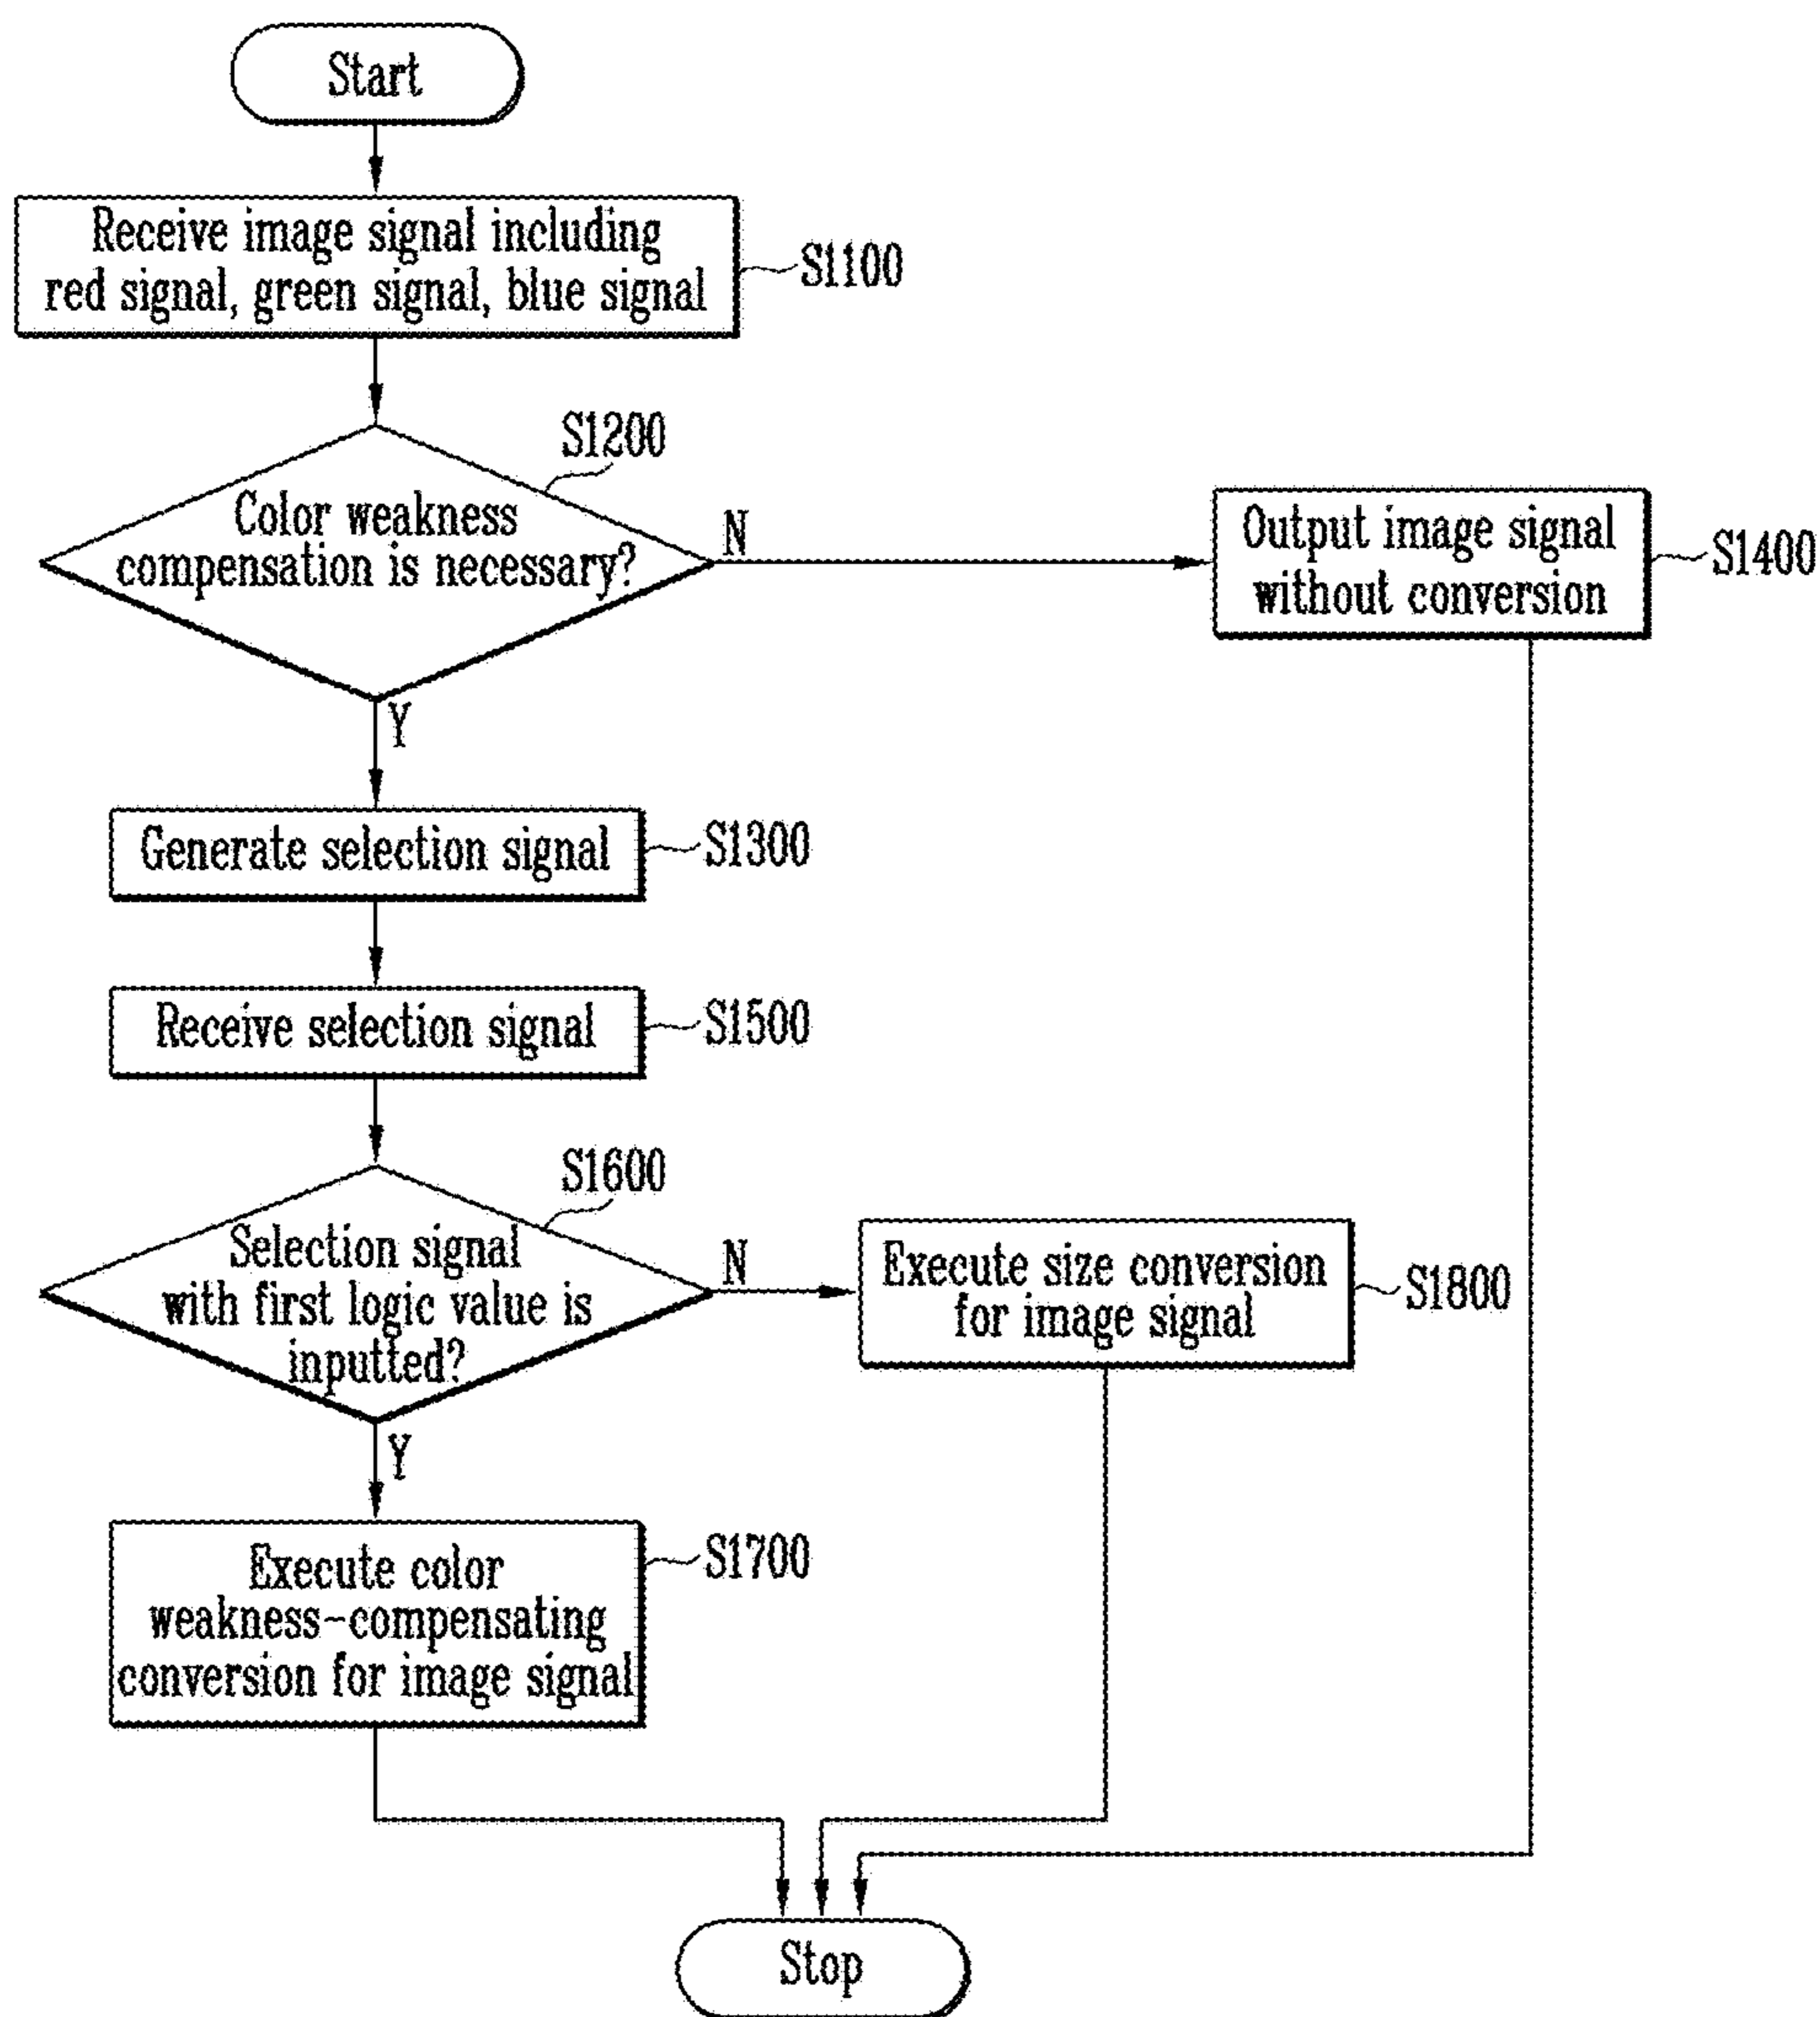 Start
Receive image signal including
red signal, green signal, blue signal
S1100
S1200
Color weakness
compensation is necessary?
N
Output image signal
without conversion
S1400
Y
Generate selection signal
S1300
Receive selection signal
S1500
S1600
Selection signal
with first logic value is
inputted?
N
Execute size conversion
for image signal
S1800
Y
Execute color
weakness-compensating
conversion for image signal
S1700
Stop